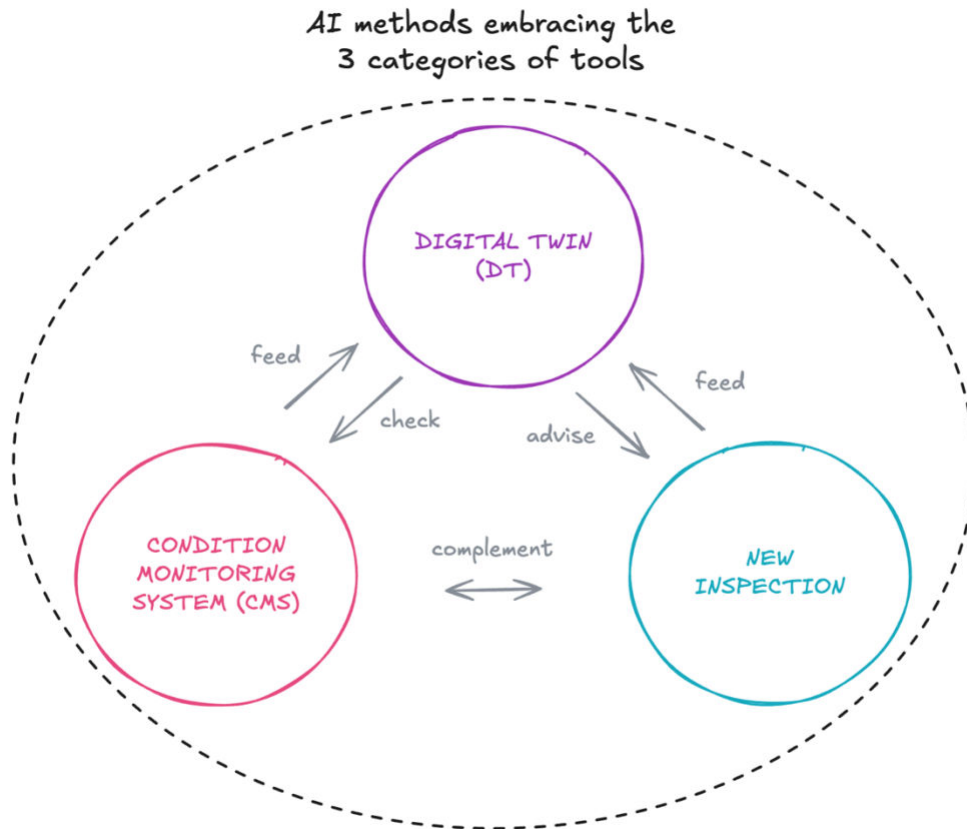 AI methods embracing the
3 categories of tools
DIGITAL TWIN
(DT)
feed
check
feed
advise
CONDITION
MONITORING
SYSTEM (CMS)
complement
NEW
INSPECTION